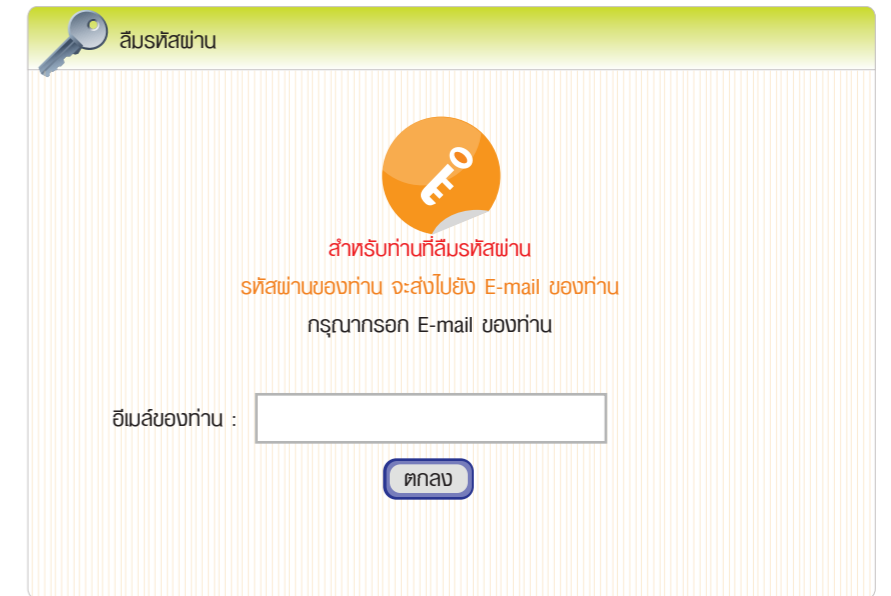 ลืมรหัสผ่าน
สำหรับท่านที่ลืมรหัสผ่าน
รหัสผ่านของท่าน จะส่งไปยัง E-mail ของท่าน
กรุณากรอก E-mail ของท่าน
อีเมล์ของท่าน :
ตกลง